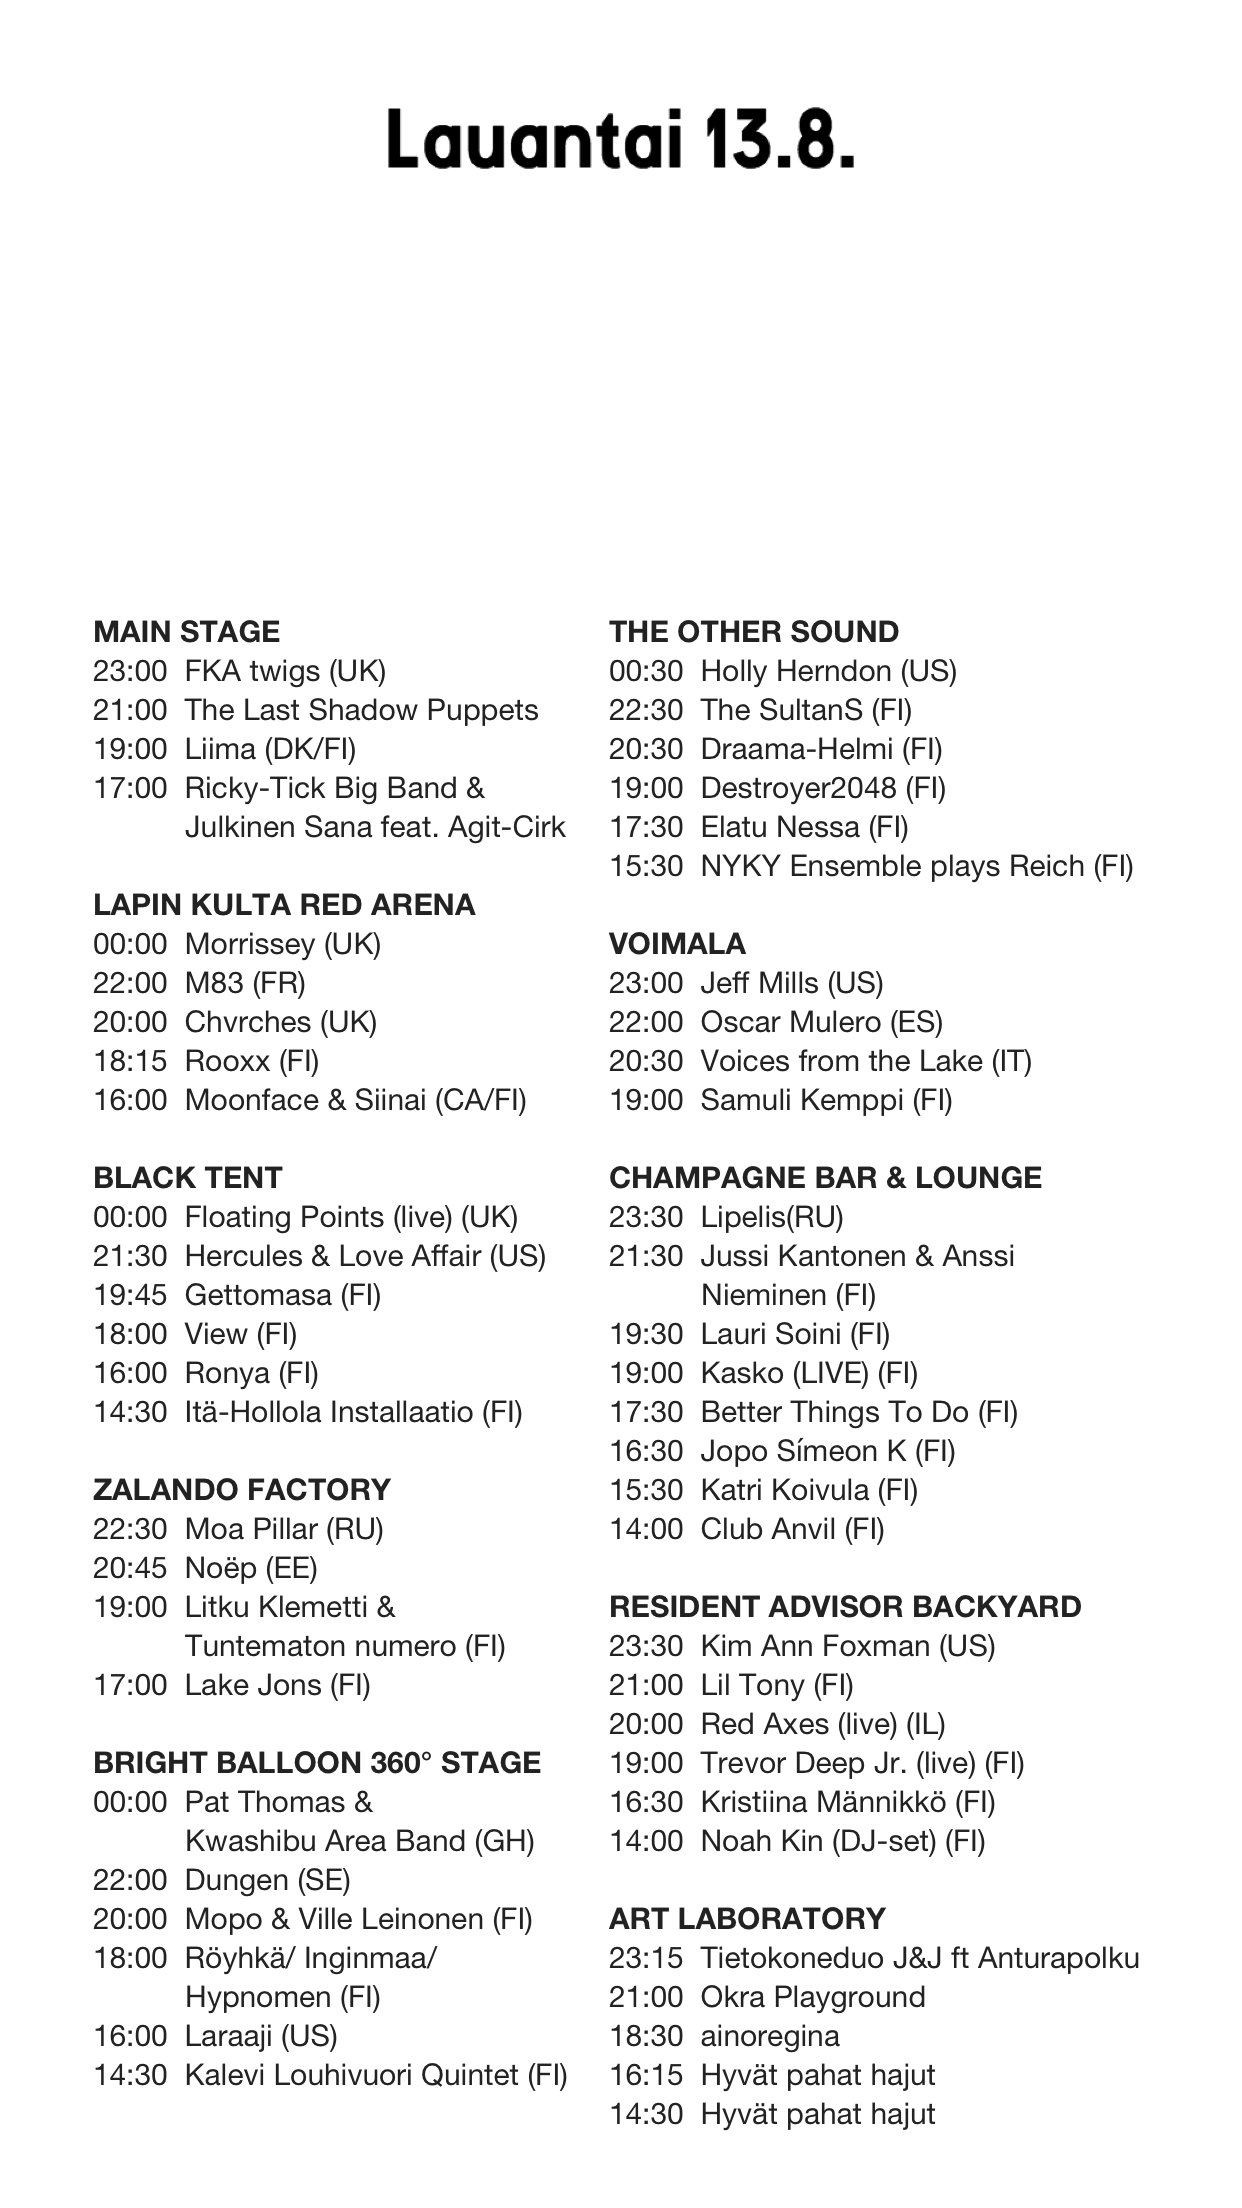 Lauantai 13.8.
MAIN STAGE
23:00 FKA twigs (UK)
21:00 The Last Shadow Puppets
19:00 Liima (DK/FI)
17:00 Ricky-Tick Big Band &
Julkinen Sana feat. Agit-Cirk
LAPIN KULTA RED ARENA
00:00 Morrissey (UK)
22:00 M83 (FR)
20:00 Chvrches (UK)
18:15 Rooxx (FI)
16:00 Moonface & Siinai (CA/FI)
BLACK TENT
00:00 Floating Points (live) (UK)
21:30 Hercules & Love Affair (US)
19:45 Gettomasa (FI)
18:00 View (FI)
16:00 Ronya (FI)
14:30 Itä-Hollola Installaatio (FI)
ZALANDO FACTORY
22:30 Moa Pillar (RU)
20:45 Noëp (EE)
19:00 Litku Klemetti &
Tuntematon numero (FI)
17:00 Lake Jons (FI)
BRIGHT BALLOON 360° STAGE
00:00 Pat Thomas &
Kwashibu Area Band (GH)
22:00 Dungen (SE)
20:00 Mopo & Ville Leinonen (FI)
18:00 Röyhkä/ Inginmaa/
Hypnomen (FI)
16:00 Laraaji (US)
14:30 Kalevi Louhivuori Quintet (FI)
THE OTHER SOUND
00:30 Holly Herndon (US)
22:30 The SultanS (FI)
20:30 Draama-Helmi (FI)
19:00 Destroyer2048 (FI)
17:30 Elatu Nessa (FI)
15:30 NYKY Ensemble plays Reich (FI)
VOIMALA
23:00 Jeff Mills (US)
22:00 Oscar Mulero (ES)
20:30 Voices from the Lake (IT)
19:00 Samuli Kemppi (FI)
CHAMPAGNE BAR & LOUNGE
23:30 Lipelis(RU)
21:30 Jussi Kantonen & Anssi
Nieminen (FI)
19:30 Lauri Soini (FI)
19:00 Kasko (LIVE) (FI)
17:30 Better Things To Do (FI)
16:30 Jopo Símeon K (FI)
15:30 Katri Koivula (FI)
14:00 Club Anvil (FI)
RESIDENT ADVISOR BACKYARD
23:30 Kim Ann Foxman (US)
21:00 Lil Tony (FI)
20:00 Red Axes (live) (IL)
19:00 Trevor Deep Jr. (live) (FI)
16:30 Kristiina Männikkö (FI)
14:00 Noah Kin (DJ-set) (FI)
ART LABORATORY
23:15 Tietokoneduo J&J ft Anturapolku
21:00 Okra Playground
18:30 ainoregina
16:15 Hyvät pahat hajut
14:30 Hyvät pahat hajut